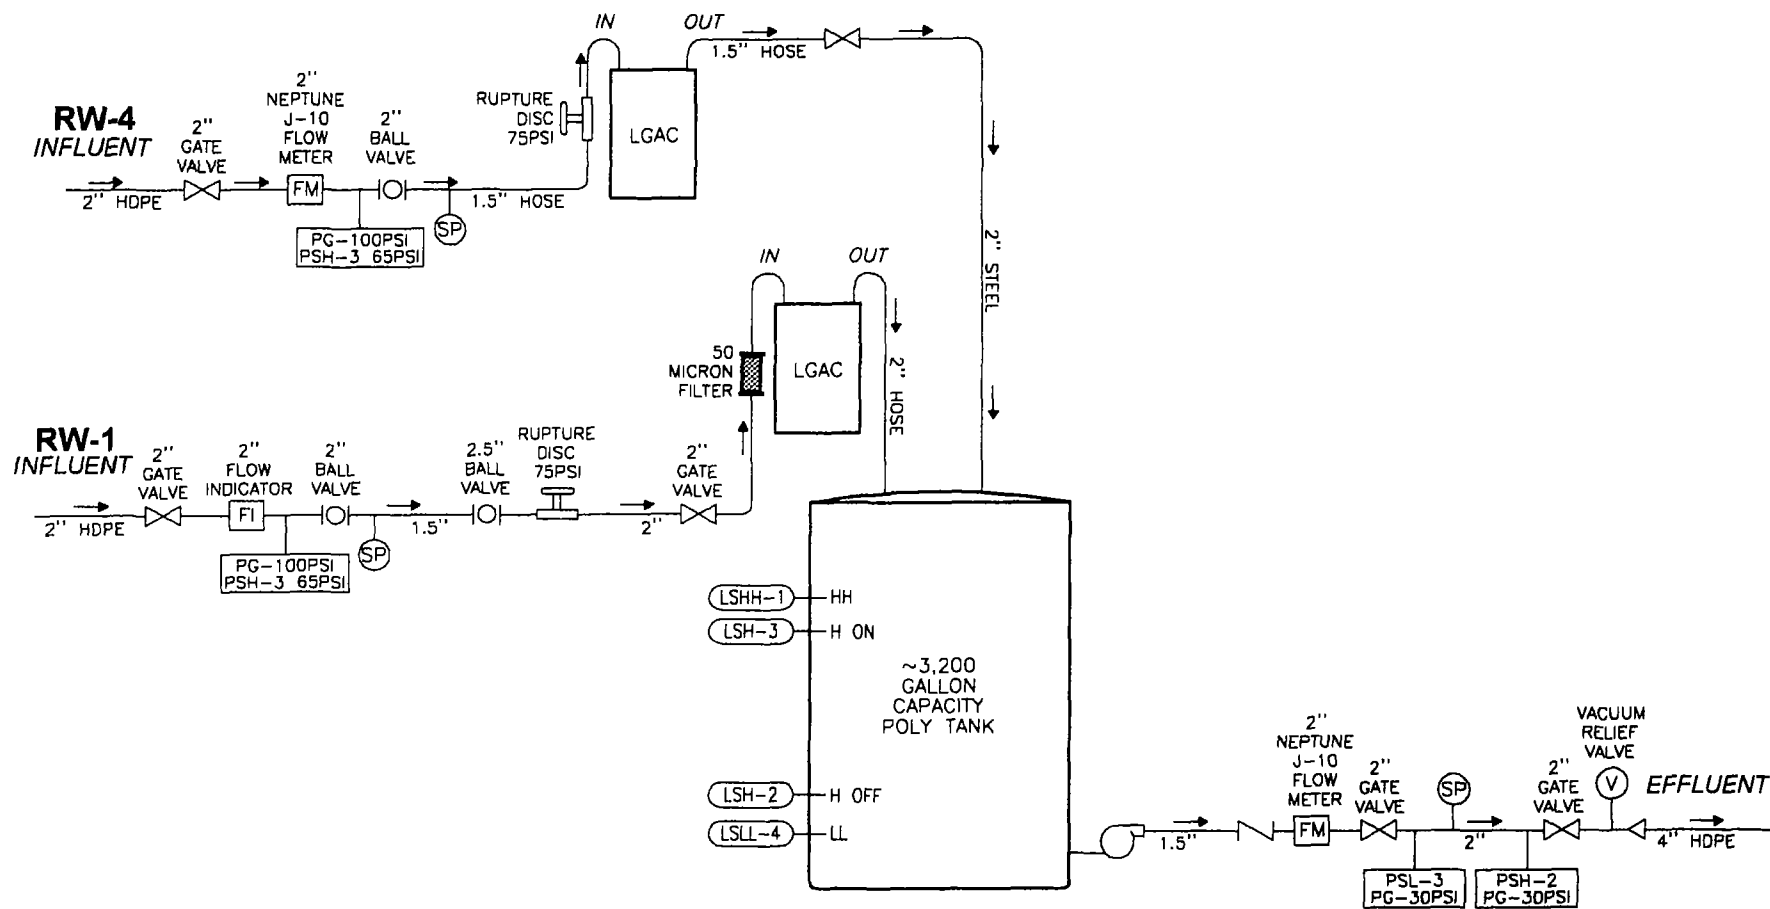 IN
OUT
1.5" HOSE
RW-4
INFLUENT
2"
GATE
VALVE
2"
NEPTUNE
J-10
FLOW
METER
2"
BALL
VALVE
RUPTURE
DISC
75PSI
LGAC
2" HDPE
FM
1.5" HOSE
SP
PG-100PSI
PSH-3 65PSI
2" STEEL
IN
OUT
50
MICRON
FILTER
LGAC
2" HOSE
RW-1
INFLUENT
2"
GATE
VALVE
2"
FLOW
INDICATOR
2"
BALL
VALVE
2.5"
BALL
VALVE
RUPTURE
DISC
75PSI
2"
GATE
VALVE
2" HDPE
FI
1.5"
2"
SP
PG-100PSI
PSH-3 65PSI
LSHH-1
HH
LSH-3
H ON
~3,200
GALLON
CAPACITY
POLY TANK
LSH-2
H OFF
LSLL-4
LL
2"
NEPTUNE
J-10
FLOW
METER
2"
GATE
VALVE
SP
2"
GATE
VALVE
VACUUM
RELIEF
VALVE
V
EFFLUENT
1.5"
FM
2"
4" HDPE
PSL-3
PG-30PSI
PSH-2
PG-30PSI